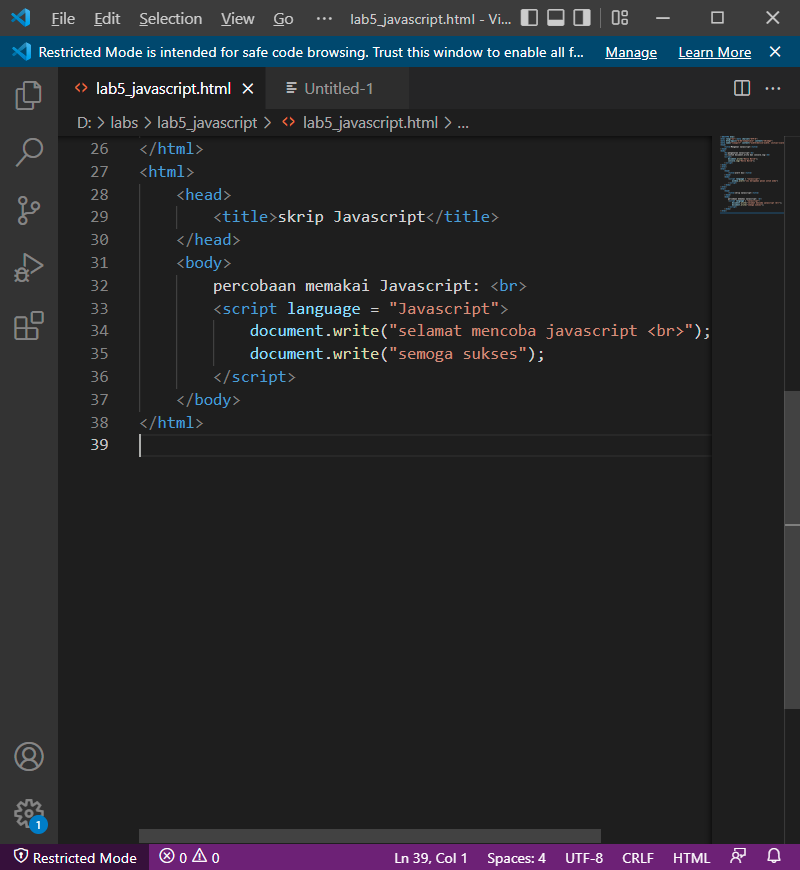 File Edit Selection View Go ··· lab5_javascript.html - Vi...
Restricted Mode is intended for safe code browsing. Trust this window to enable all f... Manage Learn More
lab5_javascript.html Untitled-1
D: > labs > lab5_javascript > lab5_javascript.html > ...
26 </html>
27 <html>
28 <head>
29 <title>skrip Javascript</title>
30 </head>
31 <body>
32 percobaan memakai Javascript: <br>
33 <script language = "Javascript">
34 document.write("selamat mencoba javascript <br>");
35 document.write("semoga sukses");
36 </script>
37 </body>
38 </html>
39
1
Restricted Mode 0 0 Ln 39, Col 1 Spaces: 4 UTF-8 CRLF HTML